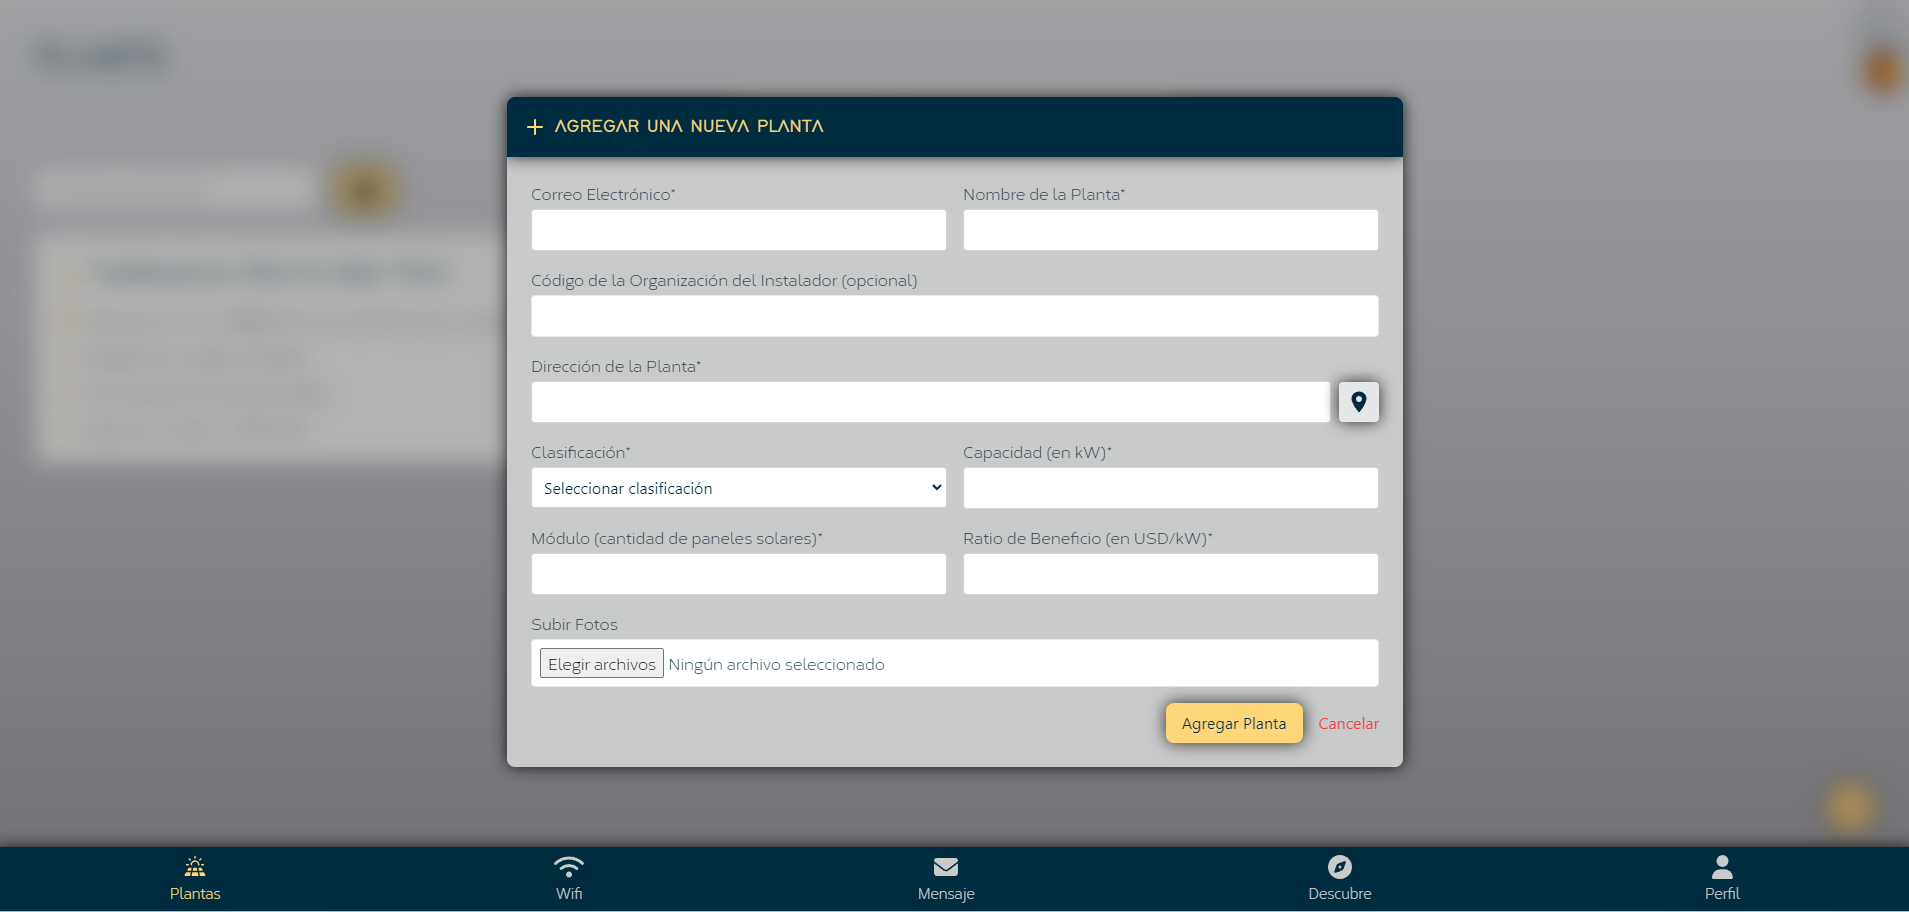 AGREGAR UNA NUEVA PLANTA
Correo Electrónico* Nombre de la Planta*
Código de la Organización del Instalador (opcional)
Dirección de la Planta*
Clasificación* Capacidad (en kW)*
Seleccionar clasificación
Módulo (cantidad de paneles solares)* Ratio de Beneficio (en USD/kW)*
Subir Fotos
Elegir archivos Ningún archivo seleccionado
Agregar Planta Cancelar
Plantas Wifi Mensaje Descubre Perfil